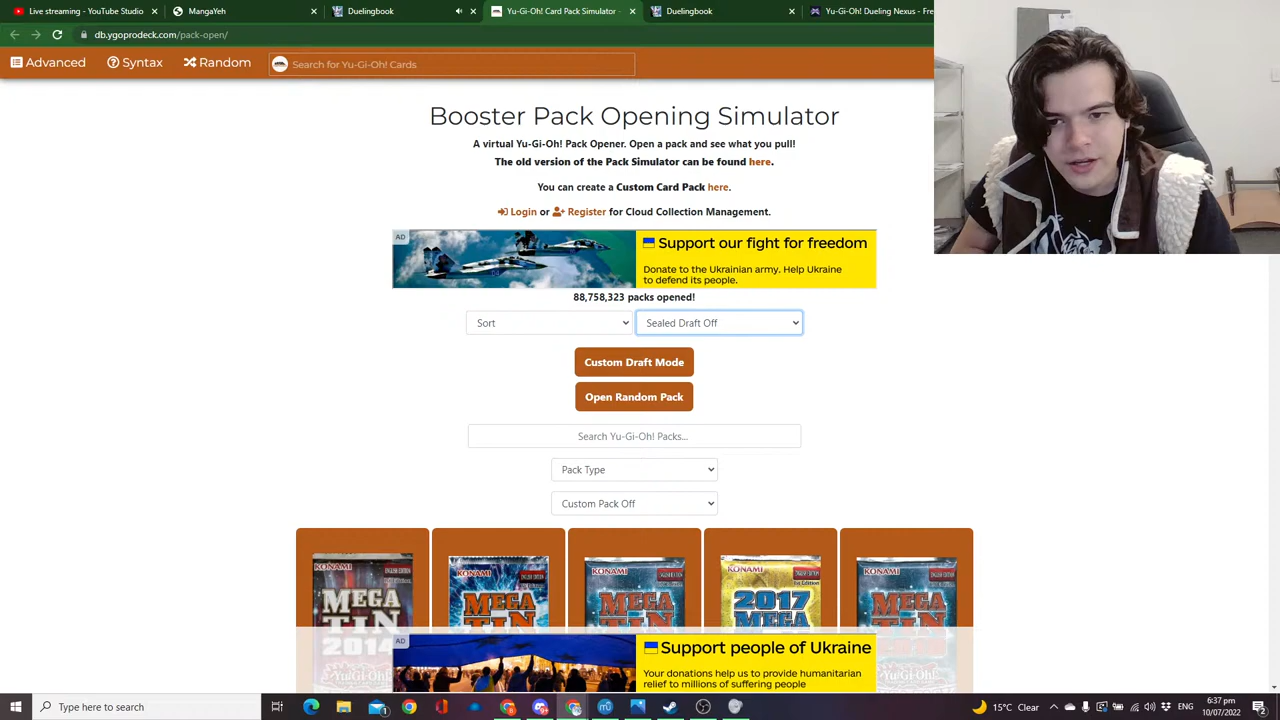 Live streaming - YouTube Studio
MangaYeh
Duelingbook
Yu-Gi-Oh! Card Pack Opening Simulator -
Duelingbook
Yu-Gi-Oh! Dueling Nexus - Fre
db.ygoprodeck.com/pack-open/
Advanced
Syntax
Random
Search for Yu-Gi-Oh! Cards
Booster Pack Opening Simulator
A virtual Yu-Gi-Oh! Pack Opener. Open a pack and see what you pull!
The old version of the Pack Simulator can be found here.
You can create a Custom Card Pack here.
Login or Register for Cloud Collection Management.
AD
Support our fight for freedom
Donate to the Ukrainian army. Help Ukraine
to defend its people.
88,758,323 packs opened!
Sort
Sealed Draft Off
Custom Draft Mode
Open Random Pack
Search Yu-Gi-Oh! Packs...
Pack Type
Custom Pack Off
KONAMI
MEGA
TIN
2014
KONAMI
MEGA
TIN
KONAMI
MEGA
TIN
KONAMI
2017
MEGA
KONAMI
MEGA
TIN
AD
Support people of Ukraine
Your donations help us to provide humanitarian
relief to millions of suffering people
Type here to search
15°C Clear
6:37 pm
10/07/2022